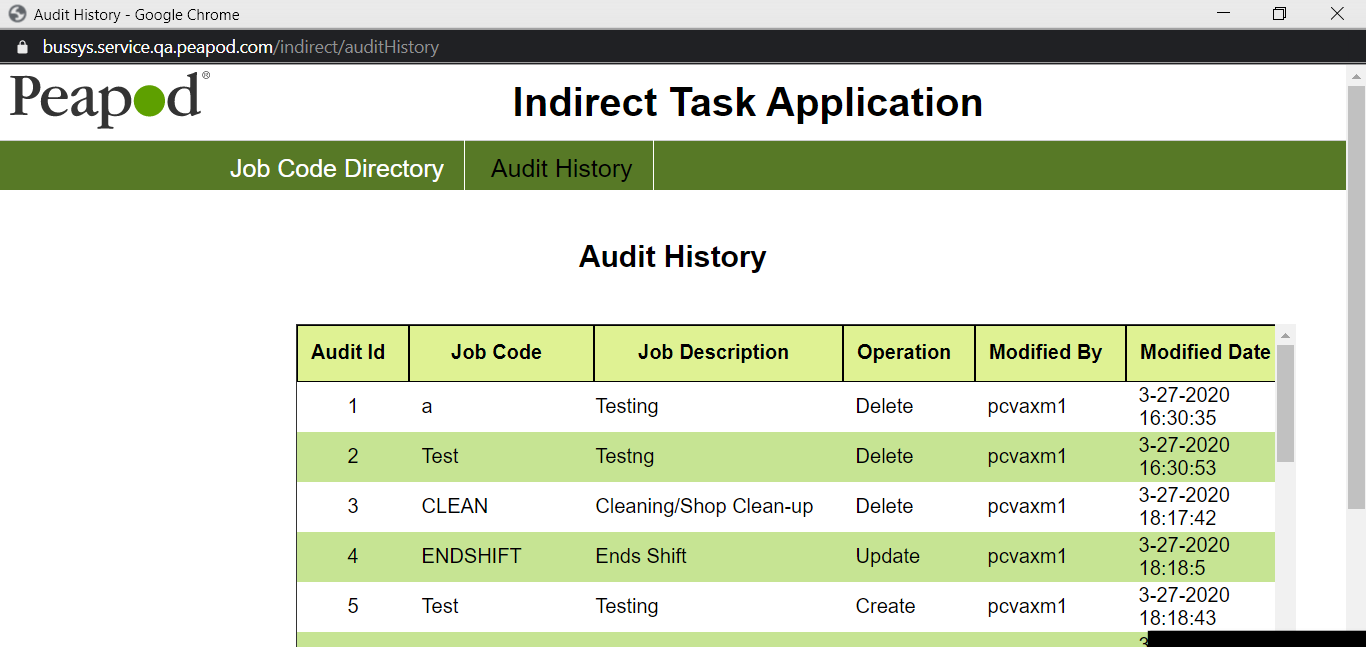 Audit History - Google Chrome
bussys.service.qa.peapod.com/indirect/auditHistory
Peapod®
Indirect Task Application
Job Code Directory Audit History
Audit History
Audit Id Job Code Job Description Operation Modified By Modified Date
1 a Testing Delete pcvaxm1 3-27-2020
16:30:35
2 Test Testng Delete pcvaxm1 3-27-2020
16:30:53
3 CLEAN Cleaning/Shop Clean-up Delete pcvaxm1 3-27-2020
18:17:42
4 ENDSHIFT Ends Shift Update pcvaxm1 3-27-2020
18:18:5
5 Test Testing Create pcvaxm1 3-27-2020
18:18:43